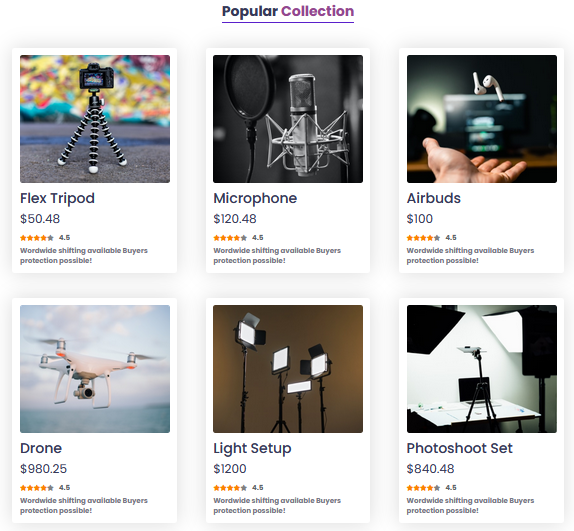 Popular Collection
Flex Tripod
$50.48
4.5
Wordwide shifting available Buyers
protection possible!
Microphone
$120.48
4.5
Wordwide shifting available Buyers
protection possible!
Airbuds
$100
4.5
Wordwide shifting available Buyers
protection possible!
Drone
$980.25
4.5
Wordwide shifting available Buyers
protection possible!
Light Setup
$1200
4.5
Wordwide shifting available Buyers
protection possible!
Photoshoot Set
$840.48
4.5
Wordwide shifting available Buyers
protection possible!